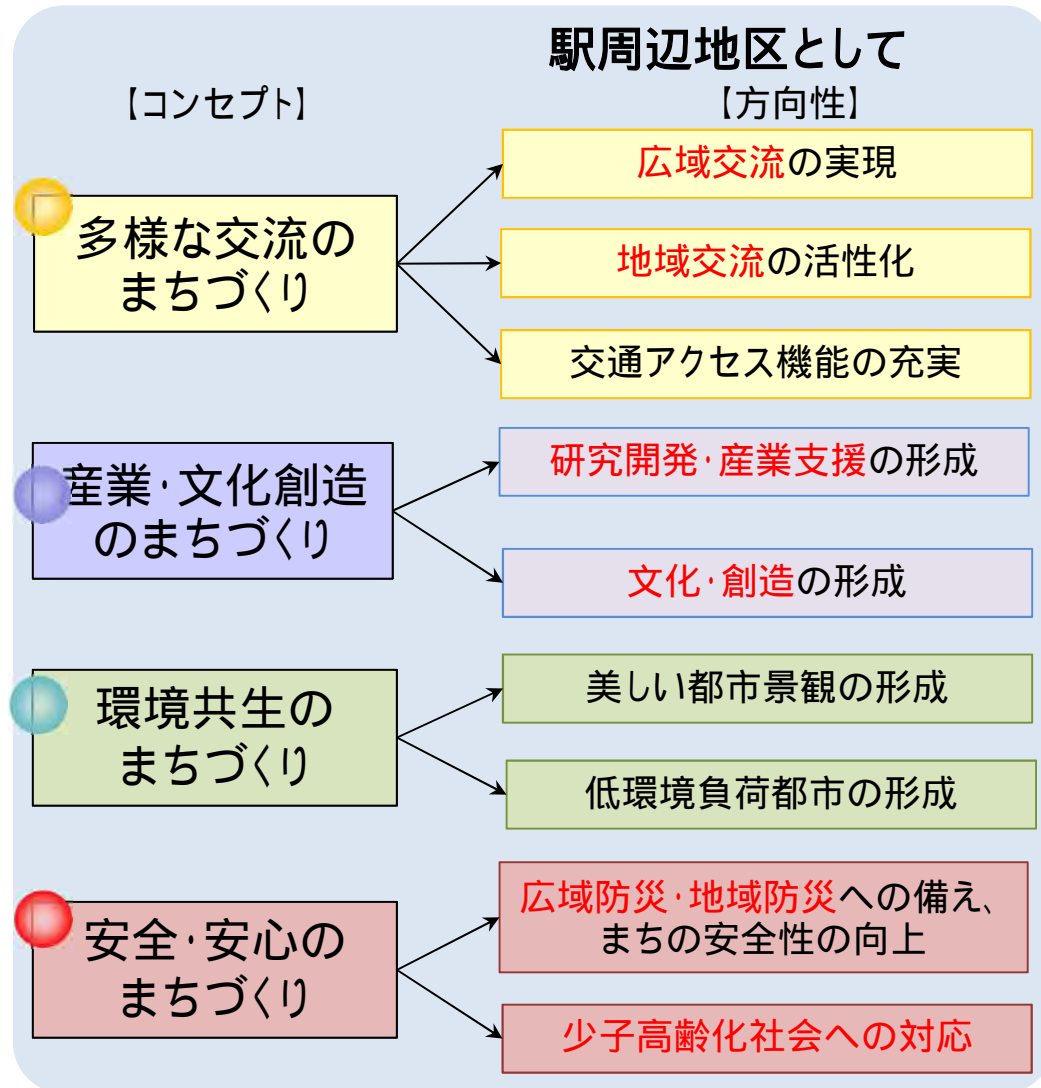 駅周辺地区として
【コンセプト】
【方向性】
多様な交流の
まちづくり
広域交流の実現
地域交流の活性化
交通アクセス機能の充実
産業・文化創造
のまちづくり
研究開発・産業支援の形成
文化・創造の形成
環境共生の
まちづくり
美しい都市景観の形成
低環境負荷都市の形成
安全・安心の
まちづくり
広域防災・地域防災への備え、
まちの安全性の向上
少子高齢化社会への対応